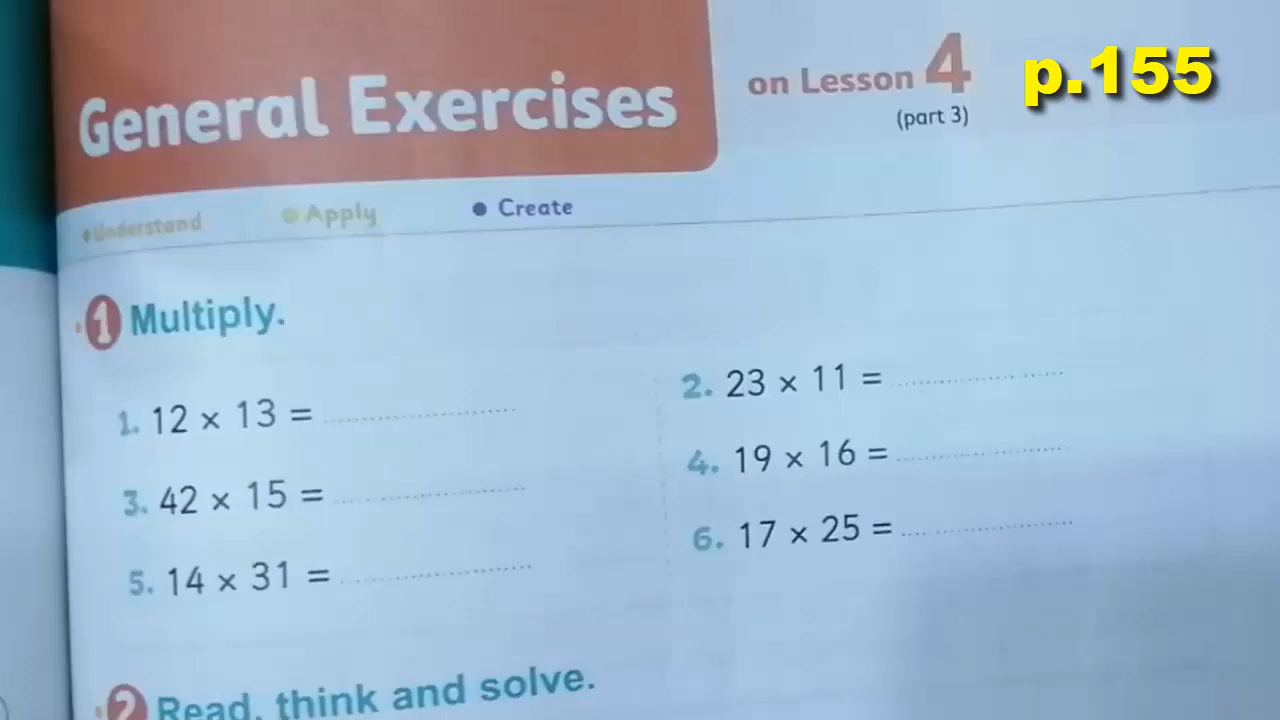 General Exercises
on Lesson 4
(part 3)
p.155
Understand
Apply
Create
1 Multiply.
1. 12 × 13 =
2. 23 × 11 =
3. 42 × 15 =
4. 19 × 16 =
5. 14 × 31 =
6. 17 × 25 =
2 Read, think and solve.